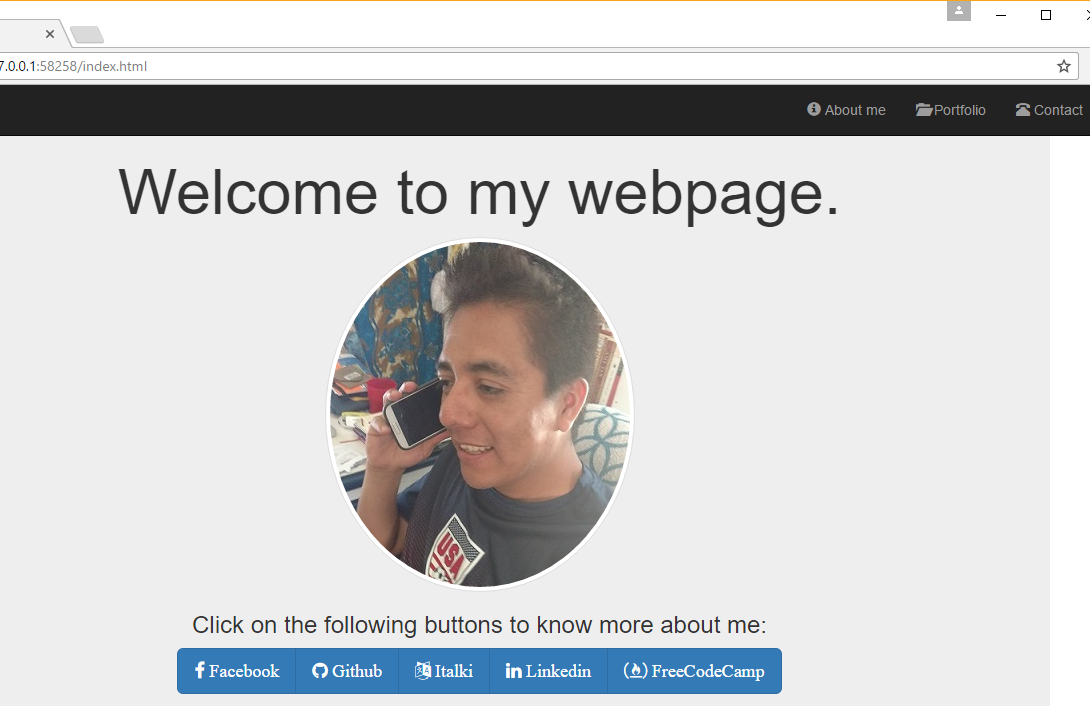 7.0.0.1:58258/index.html
About me Portfolio Contact
Welcome to my webpage.
USA
Click on the following buttons to know more about me:
Facebook Github Italki Linkedin FreeCodeCamp